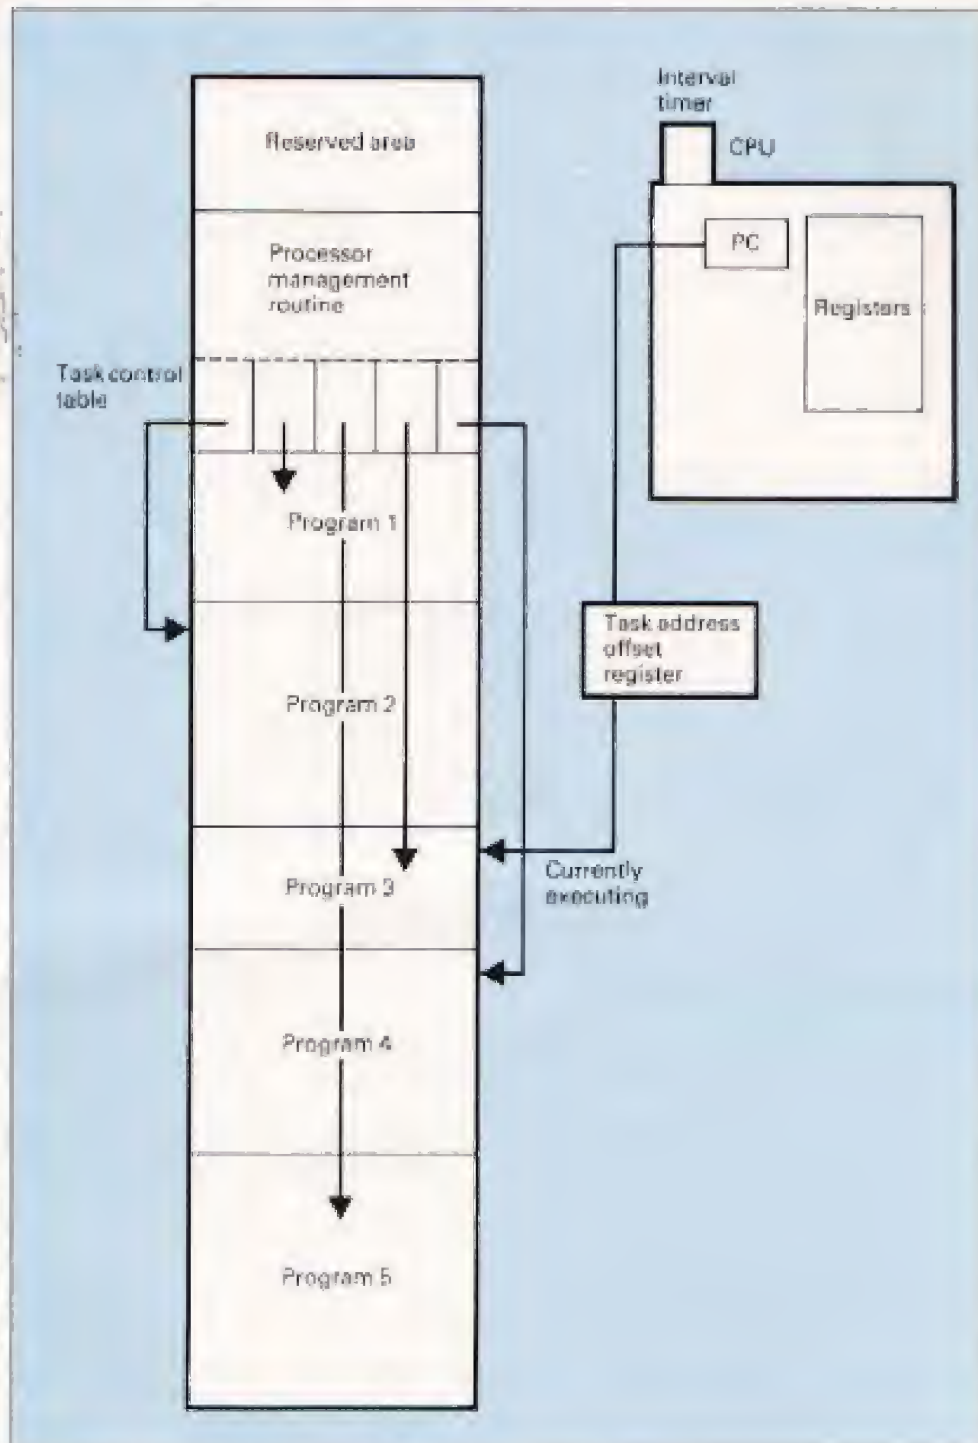 Interval
timer
CPU
Reserved area
PC
Processor
management
routine
Registers
Task control
table
Program 1
Task address
offset
register
Program 2
Currently
executing
Program 3
Program 4
Program 5